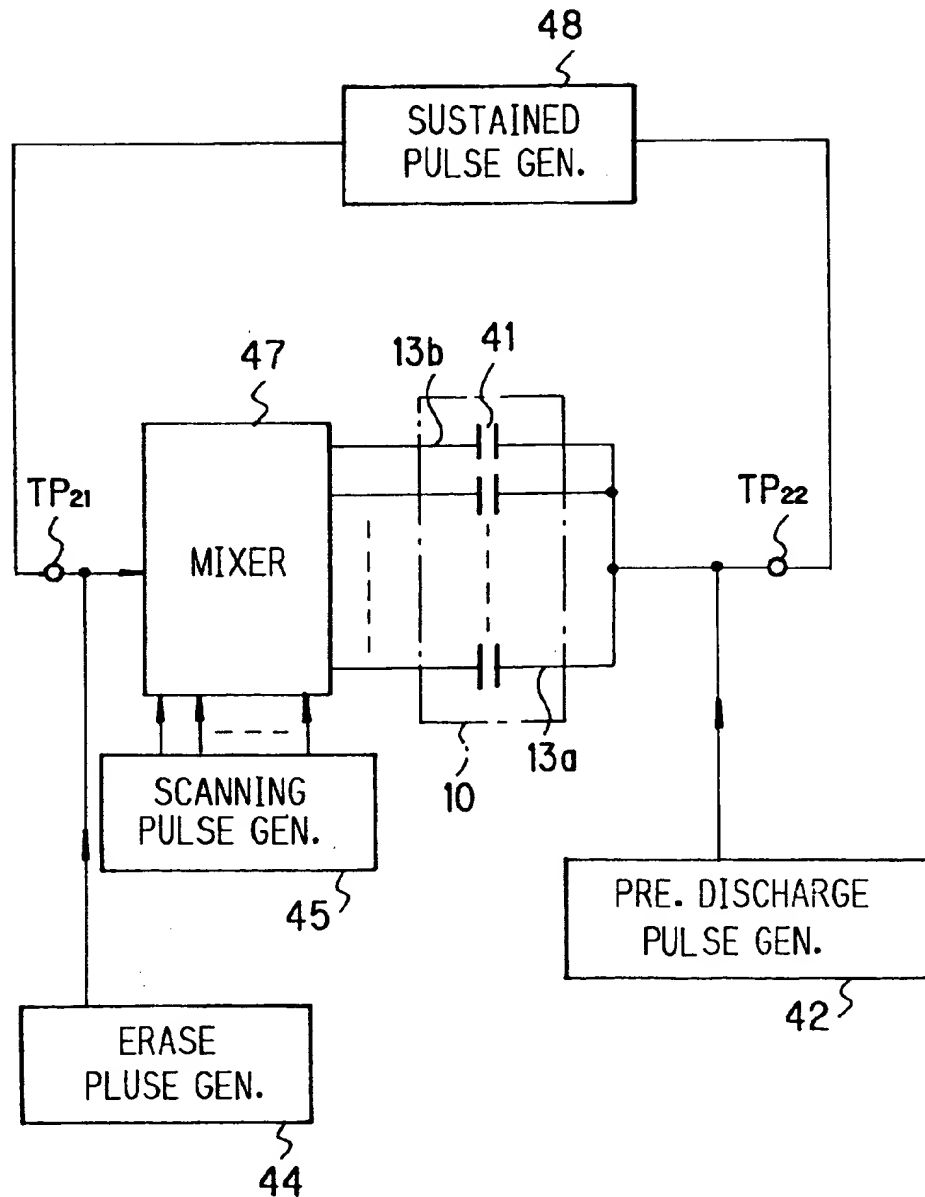 48
SUSTAINED
PULSE GEN.
47
13b
41
TP21
TP22
MIXER
13a
10
SCANNING
PULSE GEN.
45
PRE. DISCHARGE
PULSE GEN.
42
ERASE
PLUSE GEN.
44